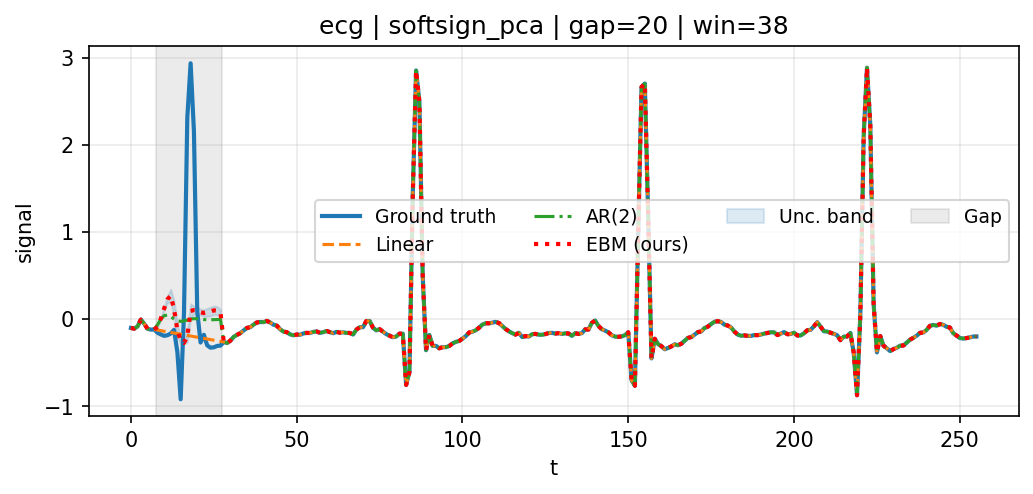 ecg | softsign_pca | gap=20 | win=38
3
2
1
0
−1
signal
Ground truth
Linear
AR(2)
EBM (ours)
Unc. band
Gap
0
50
100
150
200
250
t